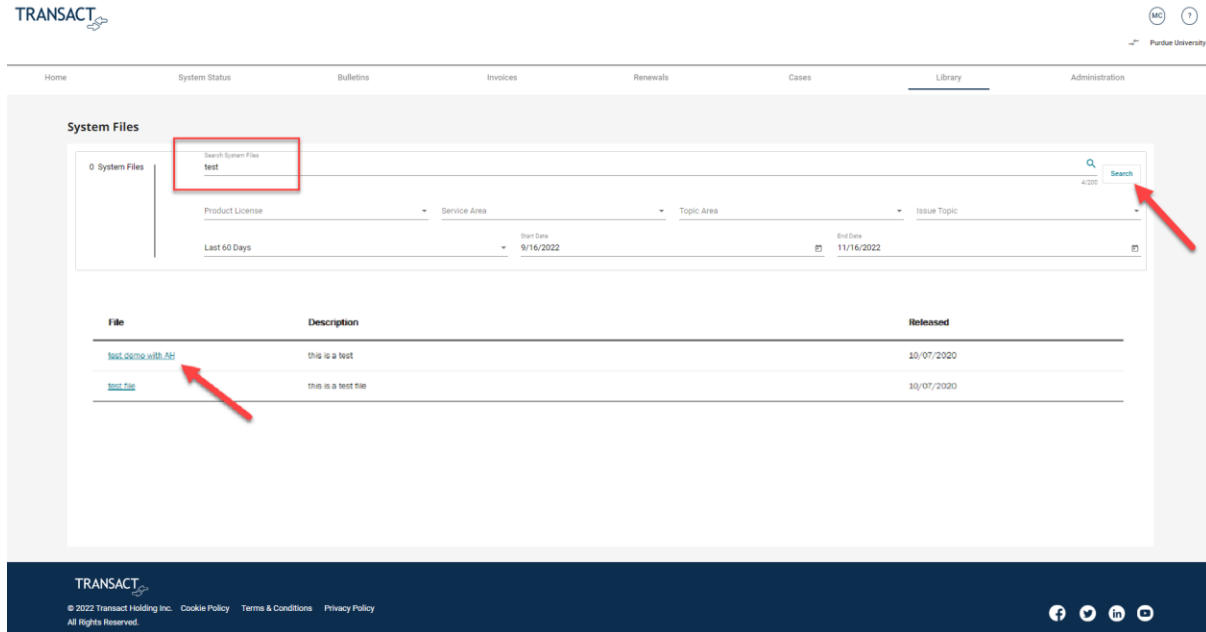 TRANSACT
MC ?
Purdue University
Home System Status Bulletins Invoices Renewals Cases Library Administration
System Files
0 System Files
Search System Files
test
4/200
Search
Product License Service Area Topic Area Issue Topic
Last 60 Days
Start Date
9/16/2022
End Date
11/16/2022
File Description Released
test demo with AH this is a test 10/07/2020
test file this is a test file 10/07/2020
TRANSACT
© 2022 Transact Holding Inc. Cookie Policy Terms & Conditions Privacy Policy
All Rights Reserved.